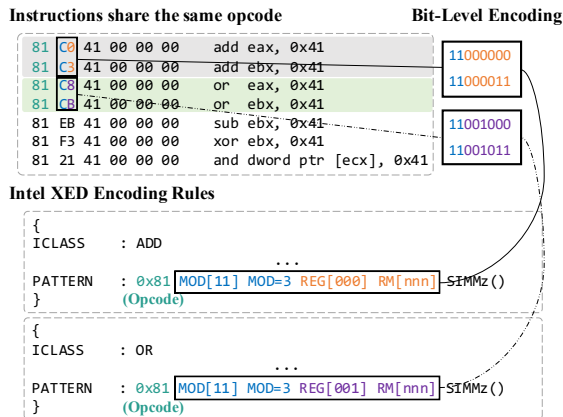 Instructions share the same opcode Bit-Level Encoding
81 C0 41 00 00 00 add eax, 0x41
81 C3 41 00 00 00 add ebx, 0x41
81 C8 41 00 00 00 or eax, 0x41
81 CB 41 00 00 00 or ebx, 0x41
81 EB 41 00 00 00 sub ebx, 0x41
81 F3 41 00 00 00 xor ebx, 0x41
81 21 41 00 00 00 and dword ptr [ecx], 0x41
11000000
11000011
11001000
11001011
Intel XED Encoding Rules
{
ICLASS : ADD
...
PATTERN : 0x81 MOD[11] MOD=3 REG[000] RM[nnn] SIMMz()
} (Opcode)
{
ICLASS : OR
...
PATTERN : 0x81 MOD[11] MOD=3 REG[001] RM[nnn] SIMMz()
} (Opcode)